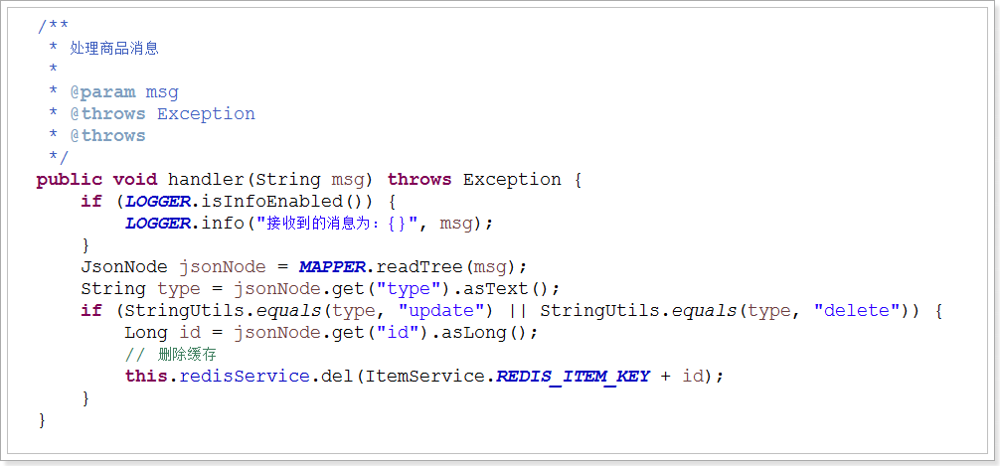 /**
 * 处理商品消息
 *
 * @param msg
 * @throws Exception
 * @throws
 */
public void handler(String msg) throws Exception {
    if (LOGGER.isInfoEnabled()) {
        LOGGER.info("接收到的消息为：{}", msg);
    }
    JsonNode jsonNode = MAPPER.readTree(msg);
    String type = jsonNode.get("type").asText();
    if (StringUtils.equals(type, "update") || StringUtils.equals(type, "delete")) {
        Long id = jsonNode.get("id").asLong();
        // 删除缓存
        this.redisService.del(ItemService.REDIS_ITEM_KEY + id);
    }
}